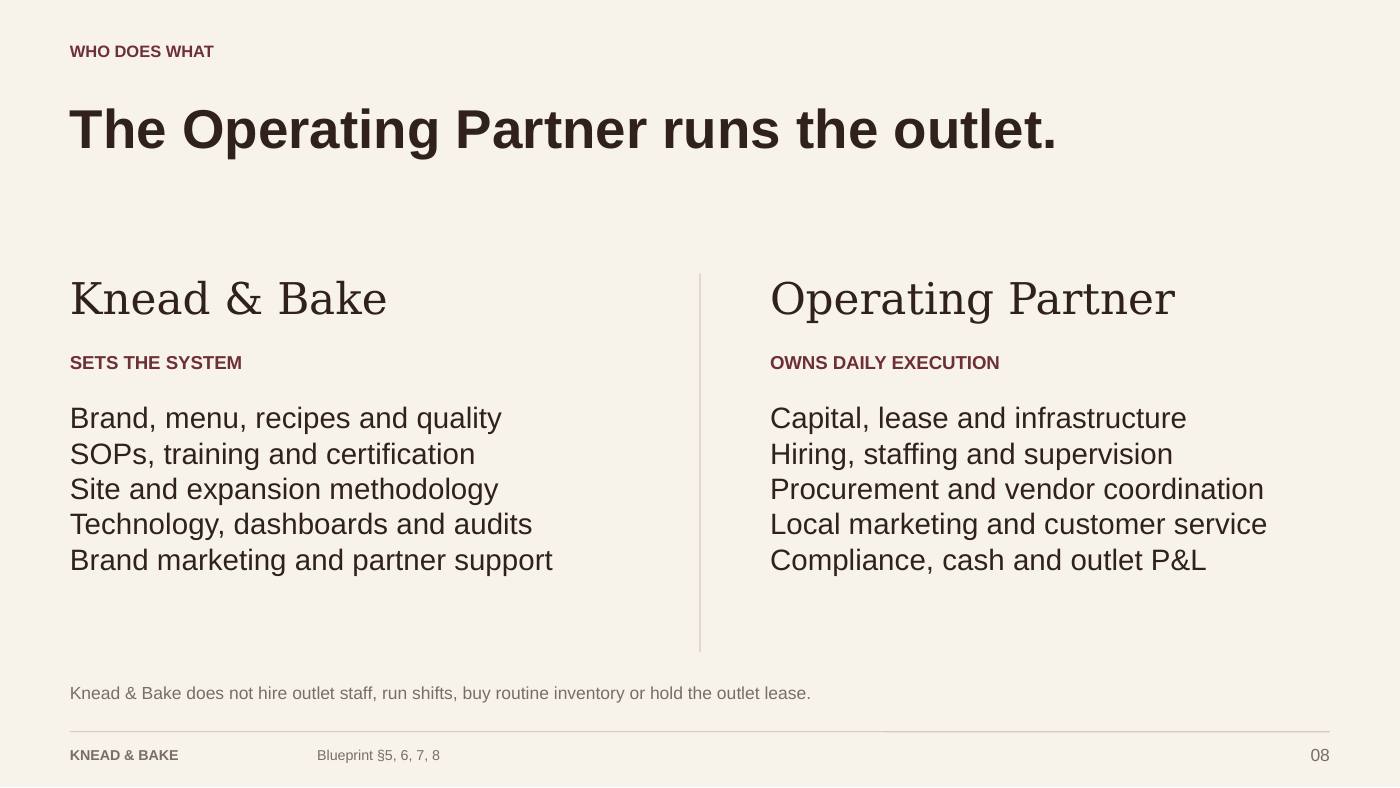 WHO DOES WHAT
The Operating Partner runs the outlet.
Knead & Bake
SETS THE SYSTEM
Brand, menu, recipes and quality
SOPs, training and certification
Site and expansion methodology
Technology, dashboards and audits
Brand marketing and partner support
Operating Partner
OWNS DAILY EXECUTION
Capital, lease and infrastructure
Hiring, staffing and supervision
Procurement and vendor coordination
Local marketing and customer service
Compliance, cash and outlet P&L
Knead & Bake does not hire outlet staff, run shifts, buy routine inventory or hold the outlet lease.
KNEAD & BAKE
Blueprint §5, 6, 7, 8
08